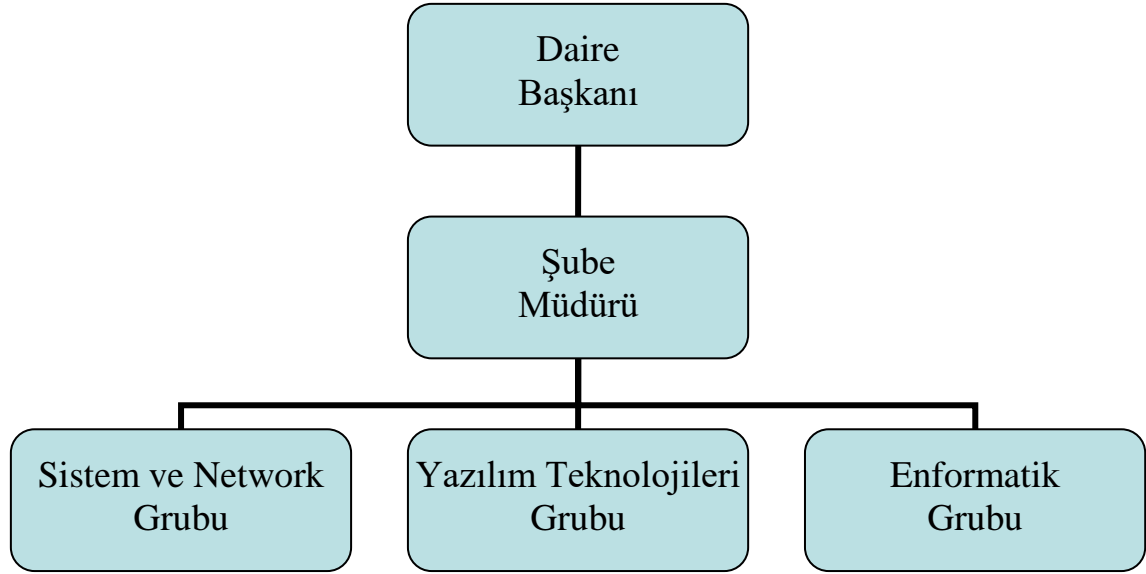 Daire
Başkanı
Şube
Müdürü
Sistem ve Network
Grubu
Yazılım Teknolojileri
Grubu
Enformatik
Grubu